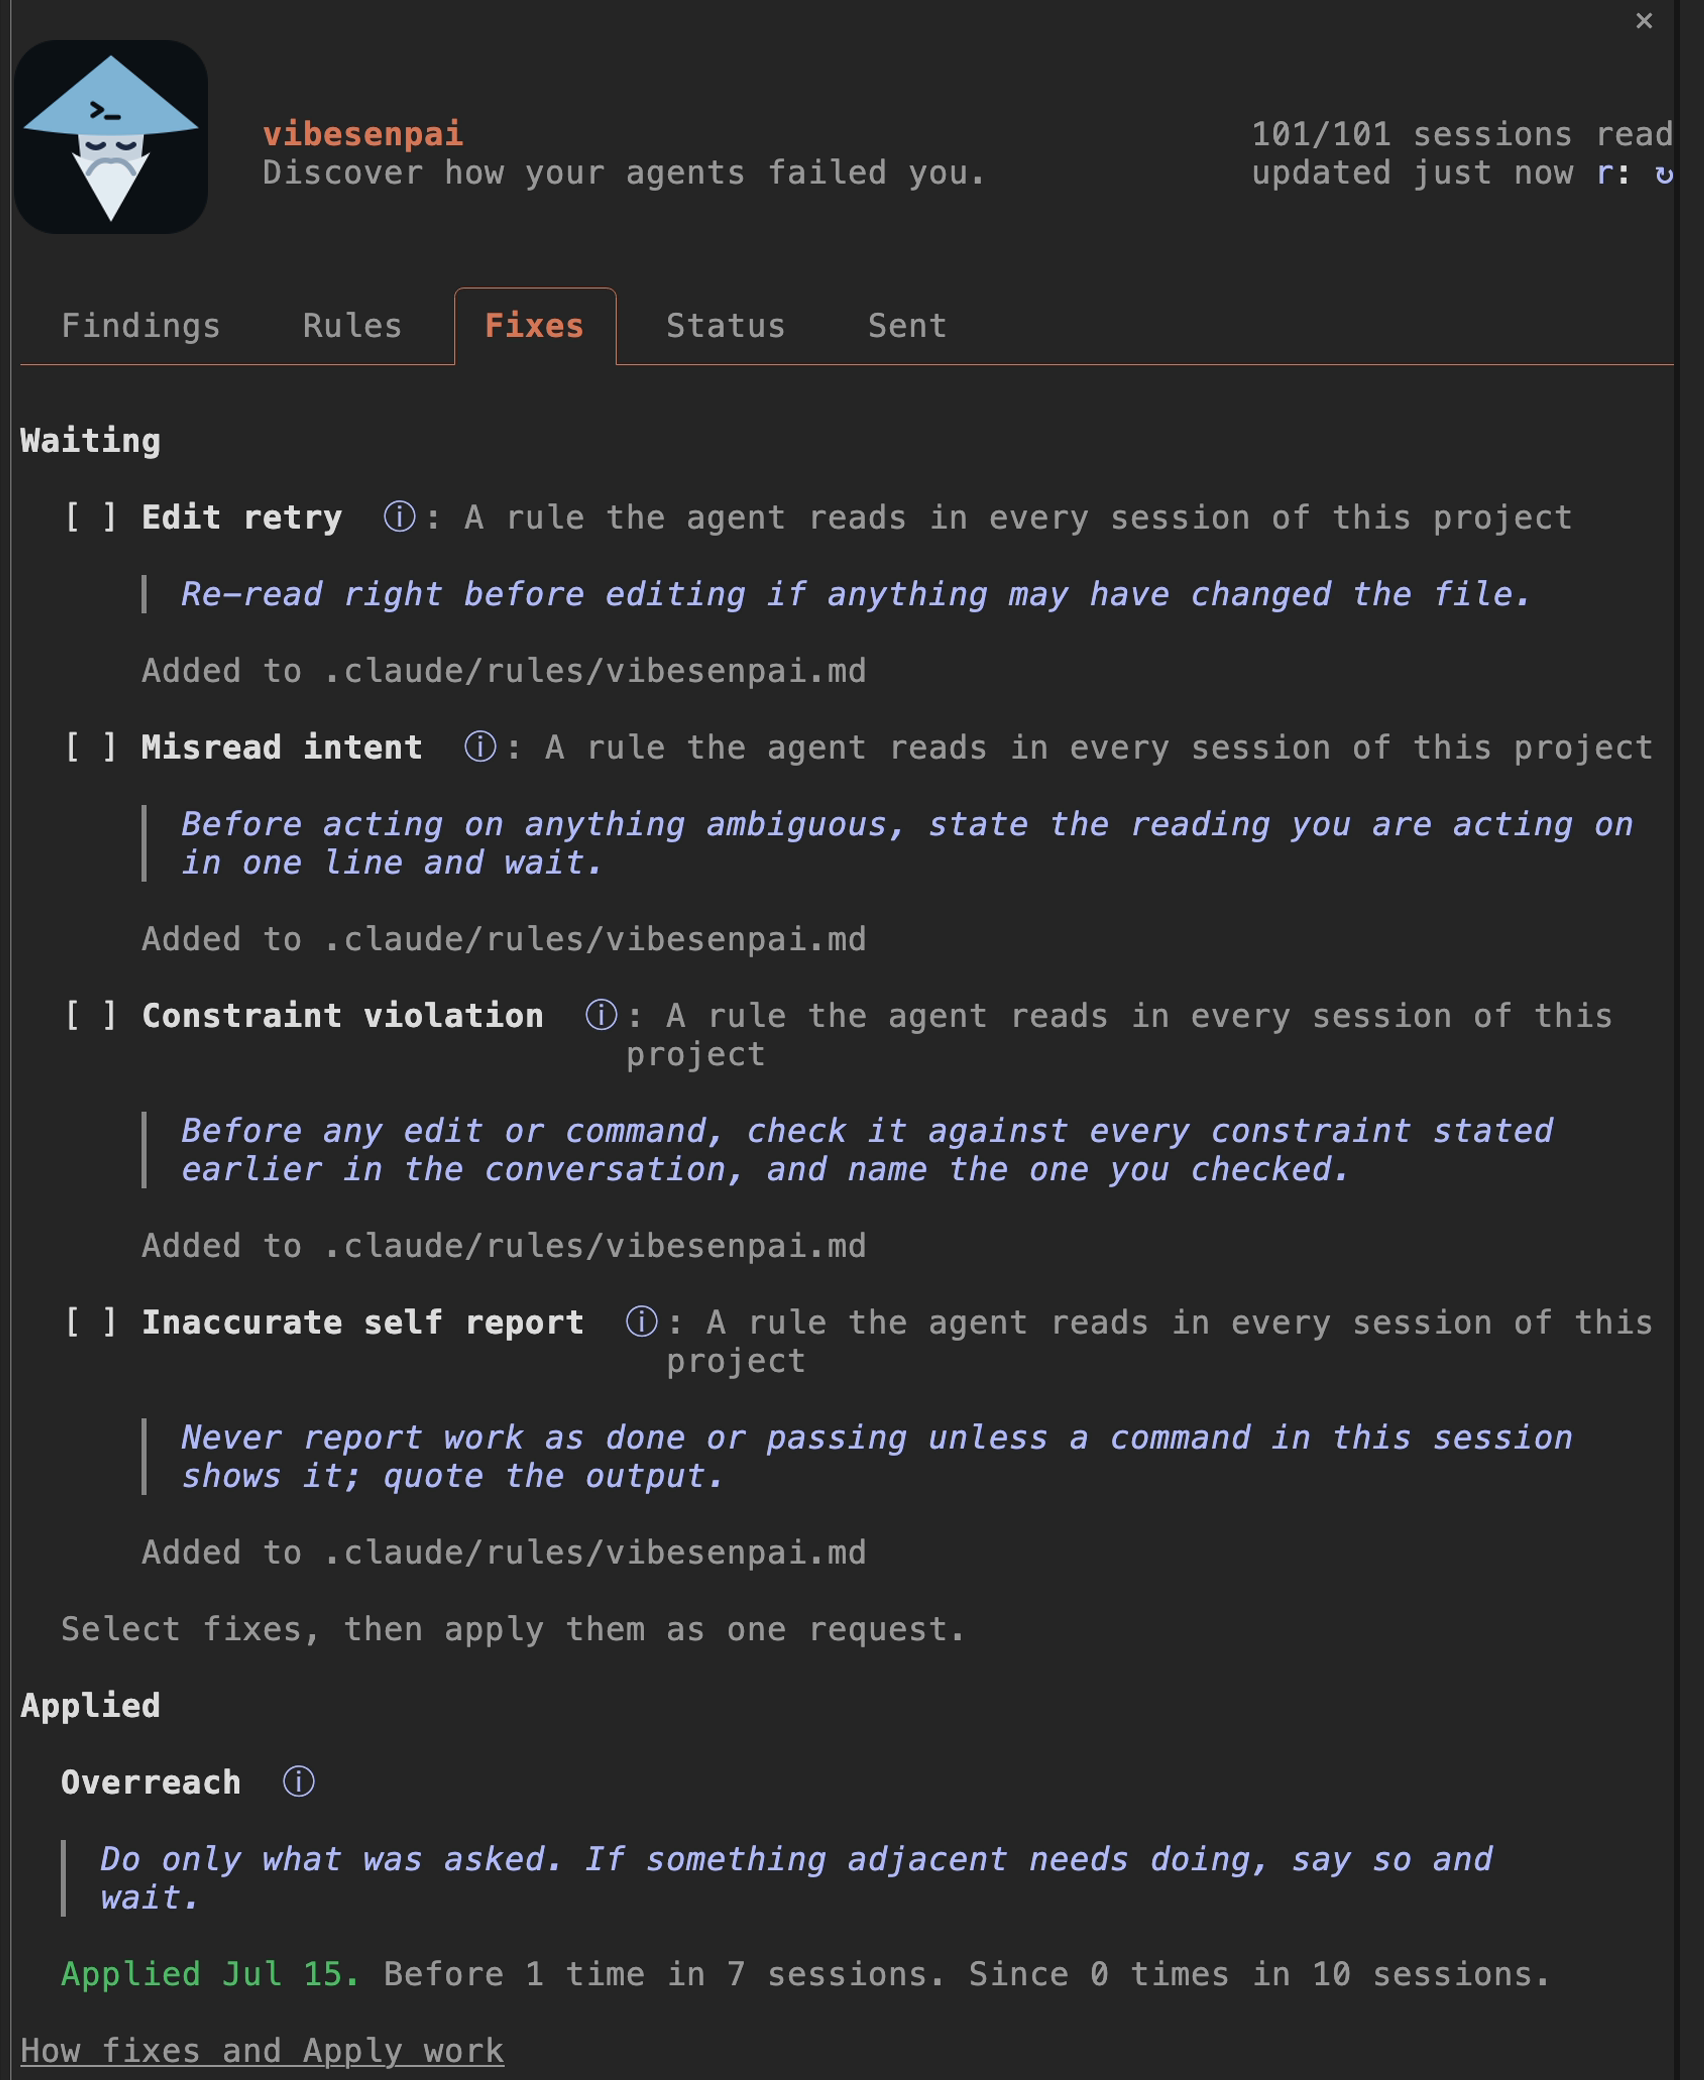 ×
>_
vibesenpai
101/101 sessions read
Discover how your agents failed you.
updated just now r: ↻
Findings Rules Fixes Status Sent
Waiting
[ ] Edit retry ⓘ: A rule the agent reads in every session of this project
Re-read right before editing if anything may have changed the file.
Added to .claude/rules/vibesenpai.md
[ ] Misread intent ⓘ: A rule the agent reads in every session of this project
Before acting on anything ambiguous, state the reading you are acting on
in one line and wait.
Added to .claude/rules/vibesenpai.md
[ ] Constraint violation ⓘ: A rule the agent reads in every session of this
project
Before any edit or command, check it against every constraint stated
earlier in the conversation, and name the one you checked.
Added to .claude/rules/vibesenpai.md
[ ] Inaccurate self report ⓘ: A rule the agent reads in every session of this
project
Never report work as done or passing unless a command in this session
shows it; quote the output.
Added to .claude/rules/vibesenpai.md
Select fixes, then apply them as one request.
Applied
Overreach ⓘ
Do only what was asked. If something adjacent needs doing, say so and
wait.
Applied Jul 15. Before 1 time in 7 sessions. Since 0 times in 10 sessions.
How fixes and Apply work